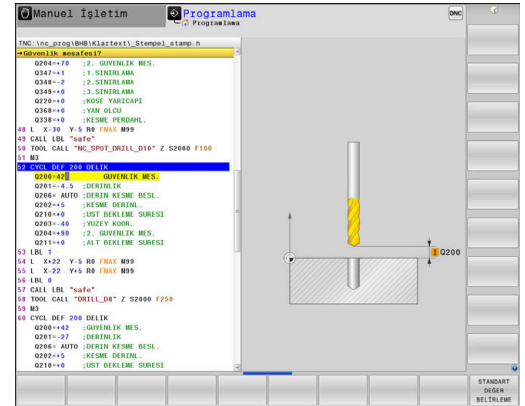 Manuel İşletim
Programlama
Programlama
DNC
TNC:\nc_prog\BHB\Klartext\_Stempel_stamp.h
→Güvenlik mesafesi?
Q204=+70 ;2. GUVENLIK MES.
Q347=+1 ;1.SINIRLAMA
Q348=-2 ;2.SINIRLAMA
Q349=+0 ;3.SINIRLAMA
Q220=+0 ;KOSE YARICAPI
Q368=+0 ;YAN OLCU
Q338=+0 ;KESME PERDAHL.
48 L X-30 Y-5 R0 FMAX M99
49 CALL LBL "safe"
50 TOOL CALL "NC_SPOT_DRILL_D10" Z S2000 F100
51 M3
52 CYCL DEF 200 DELIK
Q200=42 GUVENLIK MES.
Q201=-4.5 ;DERINLIK
Q206= AUTO ;DERIN KESME BESL.
Q202=+5 ;KESME DERINL.
Q210=+0 ;UST BEKLEME SURESI
Q203=-40 ;YUZEY KOOR.
Q204=+90 ;2. GUVENLIK MES.
Q211=+0 ;ALT BEKLEME SURESI
53 LBL 1
54 L X+22 Y-5 R0 FMAX M99
55 L X-22 Y+5 R0 FMAX M99
56 LBL 0
57 CALL LBL "safe"
58 TOOL CALL "DRILL_D8" Z S2000 F250
59 M3
60 CYCL DEF 200 DELIK
Q200=+42 ;GUVENLIK MES.
Q201=-27 ;DERINLIK
Q206= AUTO ;DERIN KESME BESL.
Q202=+5 ;KESME DERINL.
Q210=+0 ;UST BEKLEME SURESI
Q200
STANDART
DEĞER
BELİRLEME